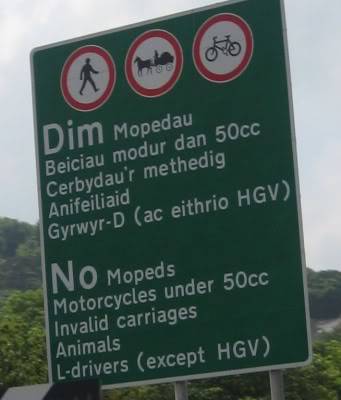 Dim Mopedau
Beiciau modur dan 50cc
Cerbydau'r methedig
Anifeiliaid
Gyrwyr-D (ac eithrio HGV)
No Mopeds
Motorcycles under 50cc
Invalid carriages
Animals
L-drivers (except HGV)